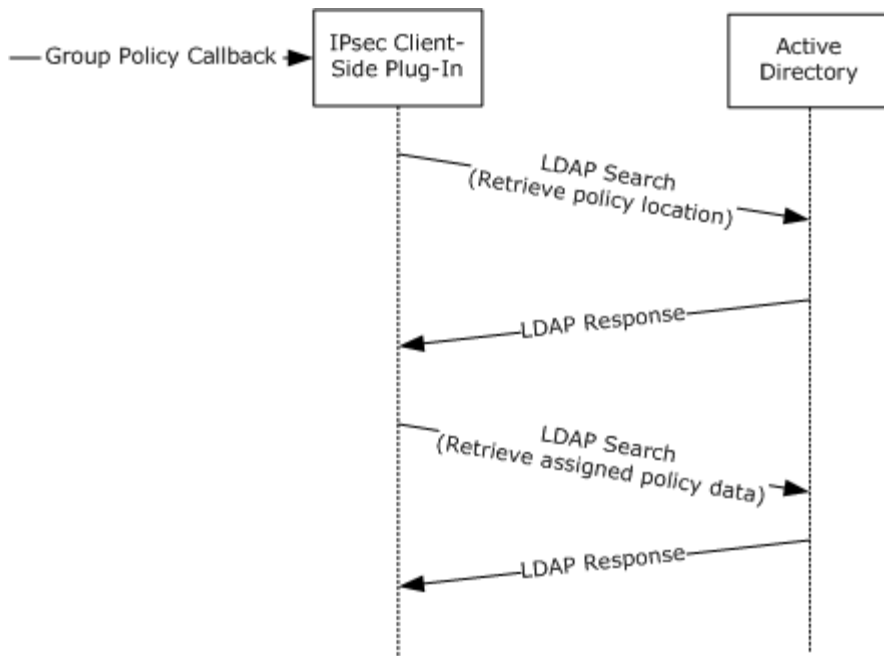 Group Policy Callback
IPsec Client-
Side Plug-In
Active
Directory
LDAP Search
(Retrieve policy location)
LDAP Response
LDAP Search
(Retrieve assigned policy data)
LDAP Response